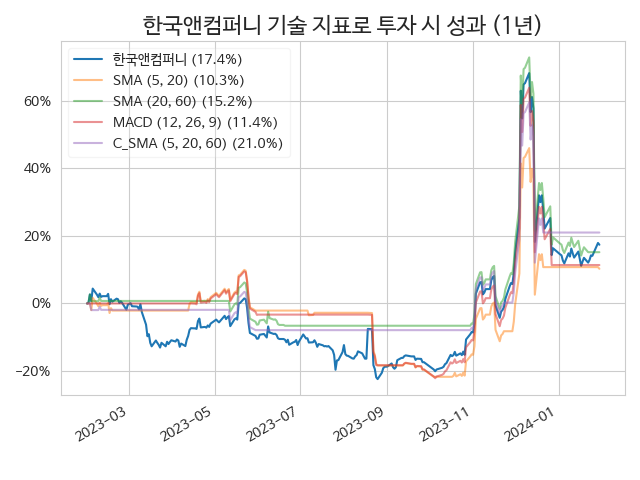 한국앤컴퍼니 기술 지표로 투자 시 성과 (1년)
한국앤컴퍼니 (17.4%)
SMA (5, 20) (10.3%)
SMA (20, 60) (15.2%)
MACD (12, 26, 9) (11.4%)
C_SMA (5, 20, 60) (21.0%)
60%
40%
20%
0%
−20%
2023-03
2023-05
2023-07
2023-09
2023-11
2024-01